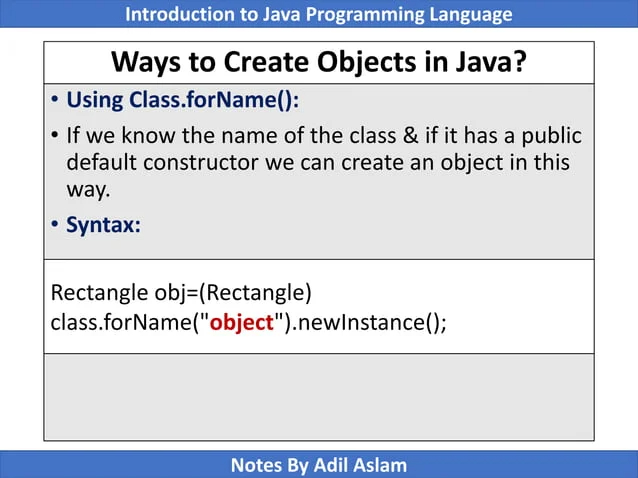 Introduction to Java Programming Language
Ways to Create Objects in Java?
• Using Class.forName():
• If we know the name of the class & if it has a public
default constructor we can create an object in this
way.
• Syntax:
Rectangle obj=(Rectangle)
class.forName("object").newInstance();
Notes By Adil Aslam